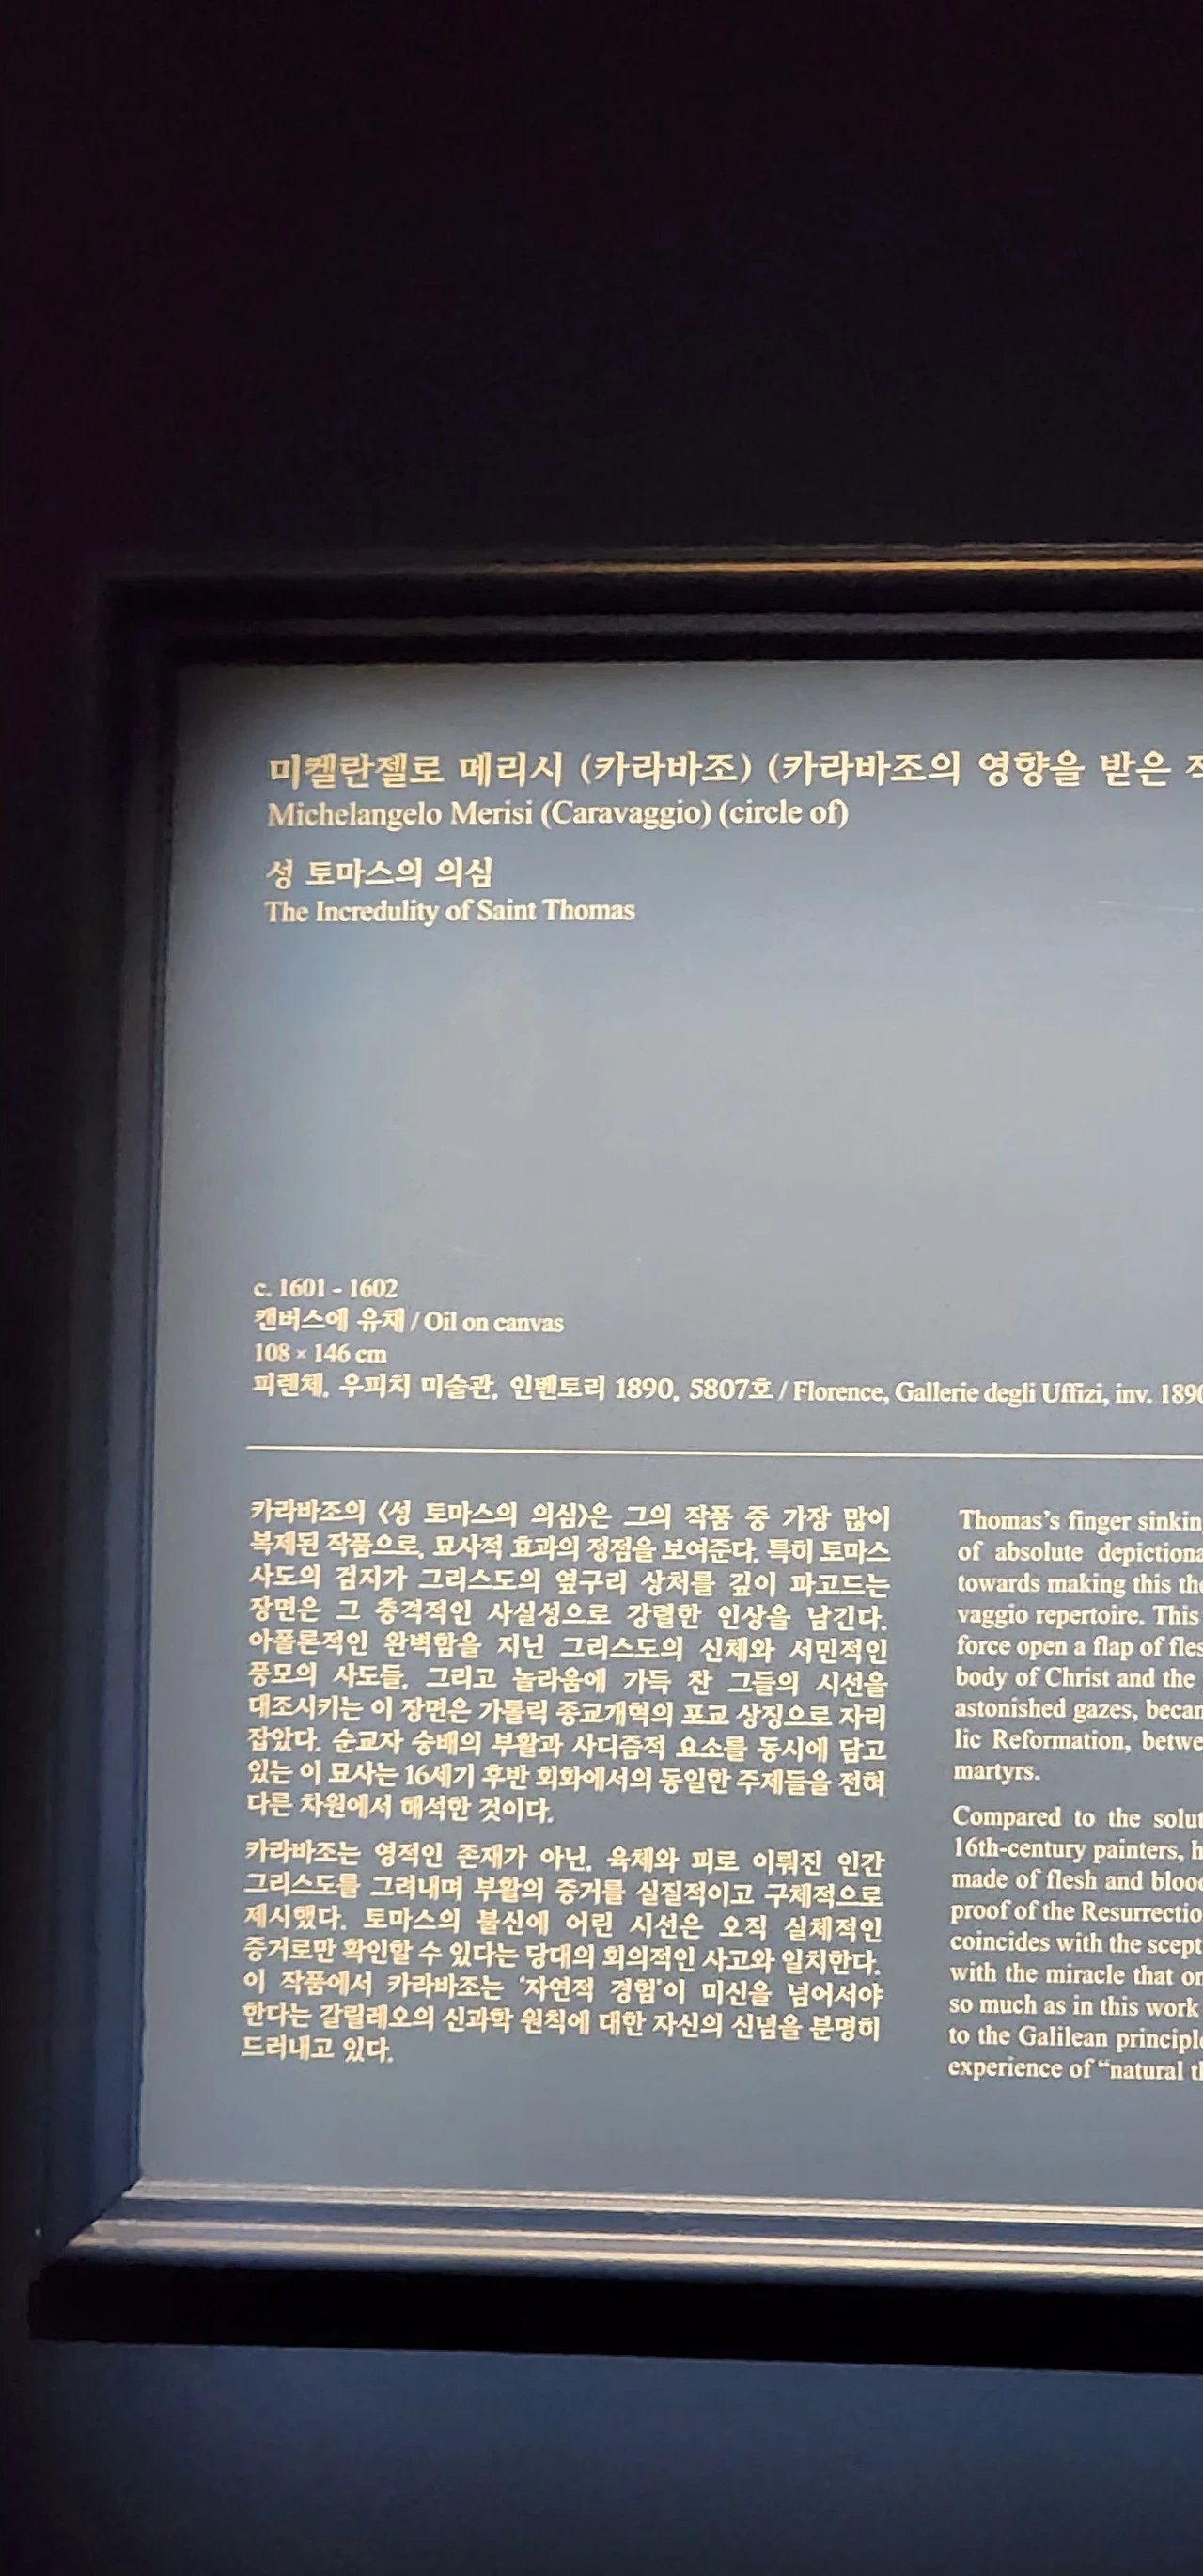 미켈란젤로 메리시 (카라바조) (카라바조의 영향을 받은
Michelangelo Merisi (Caravaggio) (circle of)
성 토마스의 의심
The Incredulity of Saint Thomas
c. 1601 - 1602
캔버스에 유채 / Oil on canvas
108 × 146 cm
피렌체, 우피치 미술관, 인벤토리 1890, 5807호 / Florence, Gallerie degli Uffizi, inv. 1890
카라바조의 〈성 토마스의 의심〉은 그의 작품 중 가장 많이
복제된 작품으로, 묘사적 효과의 정점을 보여준다. 특히 토마스
사도의 검지가 그리스도의 옆구리 상처를 깊이 파고드는
장면은 그 충격적인 사실성으로 강렬한 인상을 남긴다.
아폴론적인 완벽함을 지닌 그리스도의 신체와 서민적인
풍모의 사도들, 그리고 놀라움에 가득 찬 그들의 시선을
대조시키는 이 장면은 가톨릭 종교개혁의 포교 상징으로 자리
잡았다. 순교자 숭배의 부활과 사디즘적 요소를 동시에 담고
있는 이 묘사는 16세기 후반 회화에서의 동일한 주제들을 전혀
다른 차원에서 해석한 것이다.
카라바조는 영적인 존재가 아닌, 육체와 피로 이뤄진 인간
그리스도를 그려내며 부활의 증거를 실질적이고 구체적으로
제시했다. 토마스의 불신에 어린 시선은 오직 실체적인
증거로만 확인할 수 있다는 당대의 회의적인 사고와 일치한다.
이 작품에서 카라바조는 ‘자연적 경험’이 미신을 넘어서야
한다는 갈릴레오의 신과학 원칙에 대한 자신의 신념을 분명히
드러내고 있다.
Thomas’s finger
of absolute
towards making this
vaggio repertoire. This
force open a flap of
body of Christ and the
astonished gazes,
lic Reformation,
martyrs.
Compared to the
16th-century painters,
made of flesh and
proof of the
coincides with the
with the miracle that
so much as in this work
to the Galilean
experience of “natural